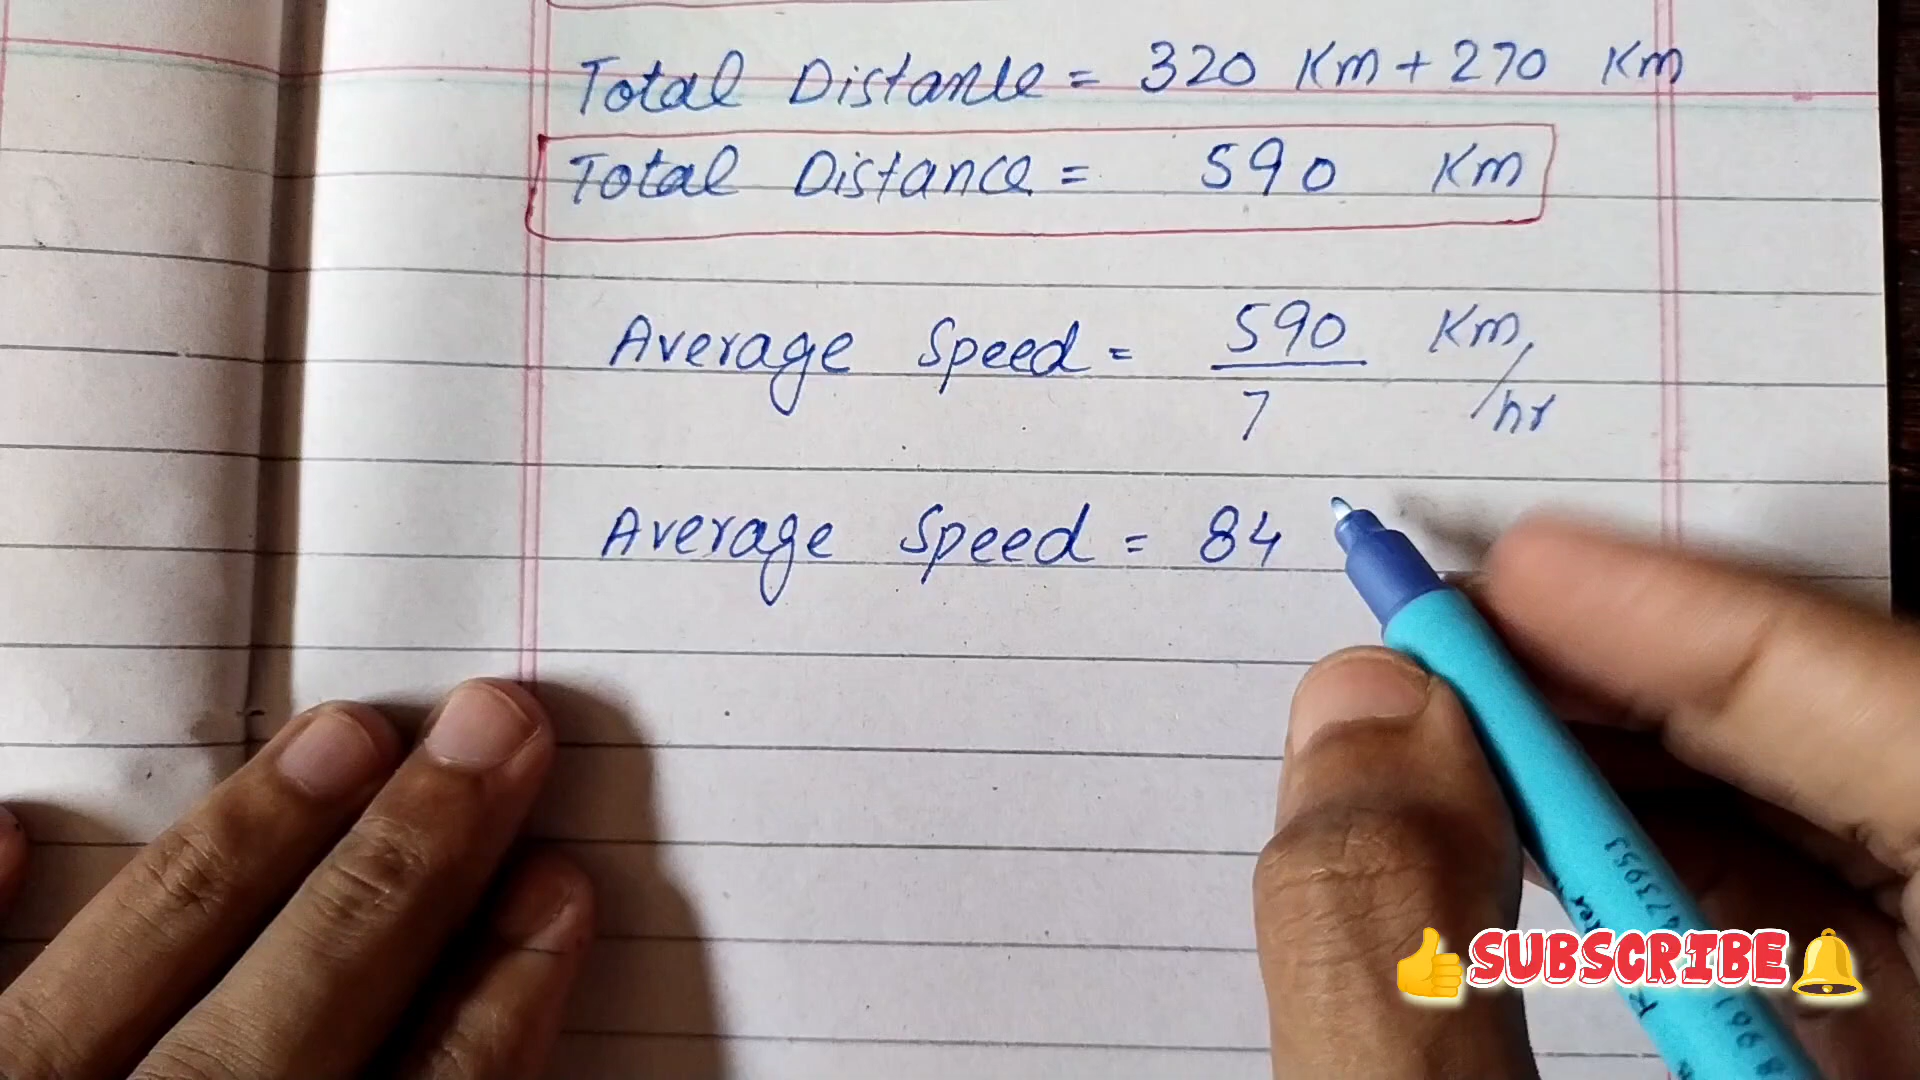 Total Distance = 320 Km + 270 Km
Total Distance = 590 Km
Average Speed = 590/7 Km/hr
Average Speed = 84
SUBSCRIBE